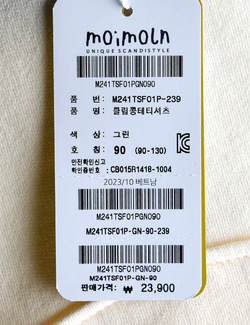 moimoln
UNIQUE SCANDISTYLE
M241TSF01PGN090
품 번: M241TSF01P-239
품 명: 클림롱테티셔츠
색 상: 그린
호 칭: 90 (90-130)
안전확인신고
확인증번호: CB015R1418-1004
2023/10 베트남
M241TSF01PGN090
M241TSF01P-GN-90-239
M241TSF01PGN090
M241TSF01P-GN-90
판매가격: ₩ 23,900